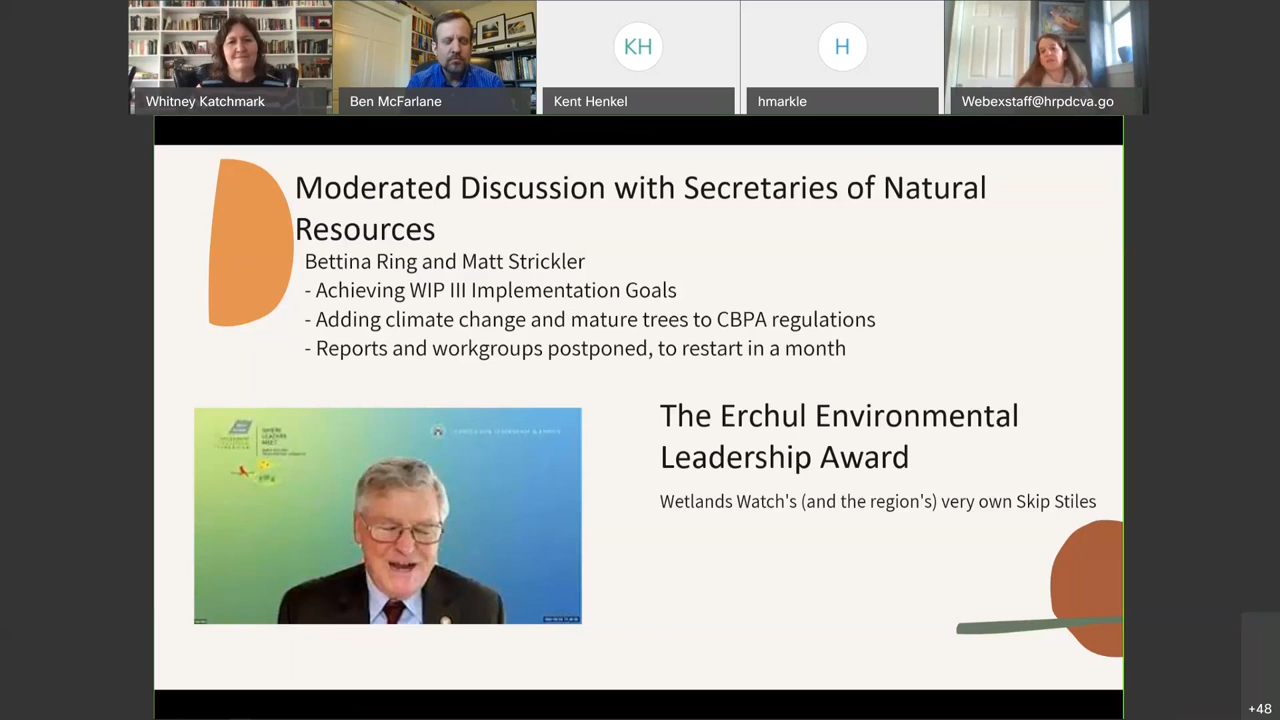 Whitney Katchmark
Ben McFarlane
KH
Kent Henkel
H
hmarkle
Webexstaff@hrpdcva.go
Moderated Discussion with Secretaries of Natural
Resources
Bettina Ring and Matt Strickler
- Achieving WIP III Implementation Goals
- Adding climate change and mature trees to CBPA regulations
- Reports and workgroups postponed, to restart in a month
WHERE
LEADERS
MEET
The Erchul Environmental
Leadership Award
Wetlands Watch's (and the region's) very own Skip Stiles
+48